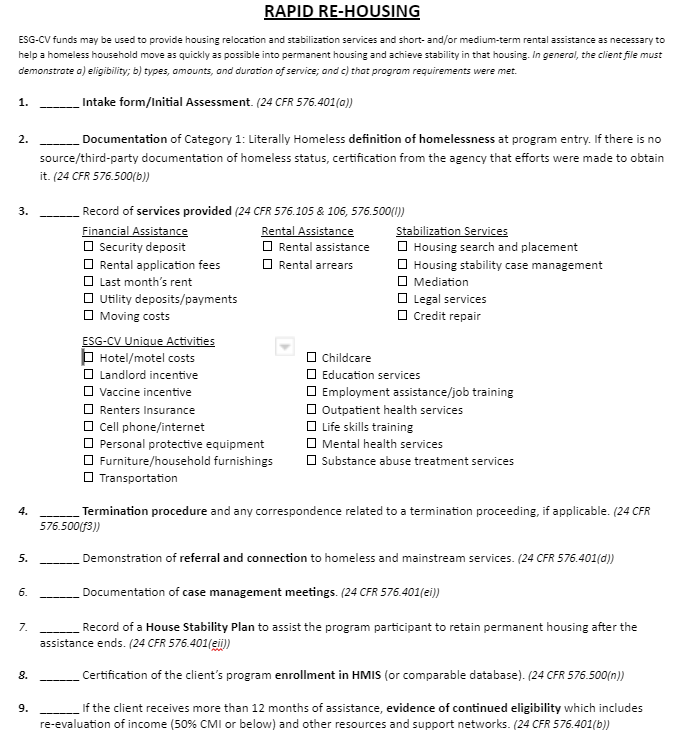 RAPID RE-HOUSING
ESG-CV funds may be used to provide housing relocation and stabilization services and short- and/or medium-term rental assistance as necessary to
help a homeless household move as quickly as possible into permanent housing and achieve stability in that housing. In general, the client file must
demonstrate a) eligibility; b) types, amounts, and duration of service; and c) that program requirements were met.
1. ______ Intake form/Initial Assessment. (24 CFR 576.401(a))
2. ______ Documentation of Category 1: Literally Homeless definition of homelessness at program entry. If there is no
source/third-party documentation of homeless status, certification from the agency that efforts were made to obtain
it. (24 CFR 576.500(b))
3. ______ Record of services provided (24 CFR 576.105 & 106, 576.500(l))
Financial Assistance Rental Assistance Stabilization Services
☐ Security deposit ☐ Rental assistance ☐ Housing search and placement
☐ Rental application fees ☐ Rental arrears ☐ Housing stability case management
☐ Last month's rent ☐ Mediation
☐ Utility deposits/payments ☐ Legal services
☐ Moving costs ☐ Credit repair
ESG-CV Unique Activities
☐ Hotel/motel costs ☐ Childcare
☐ Landlord incentive ☐ Education services
☐ Vaccine incentive ☐ Employment assistance/job training
☐ Renters Insurance ☐ Outpatient health services
☐ Cell phone/internet ☐ Life skills training
☐ Personal protective equipment ☐ Mental health services
☐ Furniture/household furnishings ☐ Substance abuse treatment services
☐ Transportation
4. ______ Termination procedure and any correspondence related to a termination proceeding, if applicable. (24 CFR
576.500(f3))
5. ______ Demonstration of referral and connection to homeless and mainstream services. (24 CFR 576.401(d))
6. ______ Documentation of case management meetings. (24 CFR 576.401(ei))
7. ______ Record of a House Stability Plan to assist the program participant to retain permanent housing after the
assistance ends. (24 CFR 576.401(eii))
8. ______ Certification of the client's program enrollment in HMIS (or comparable database). (24 CFR 576.500(n))
9. ______ If the client receives more than 12 months of assistance, evidence of continued eligibility which includes
re-evaluation of income (50% CMI or below) and other resources and support networks. (24 CFR 576.401(b))